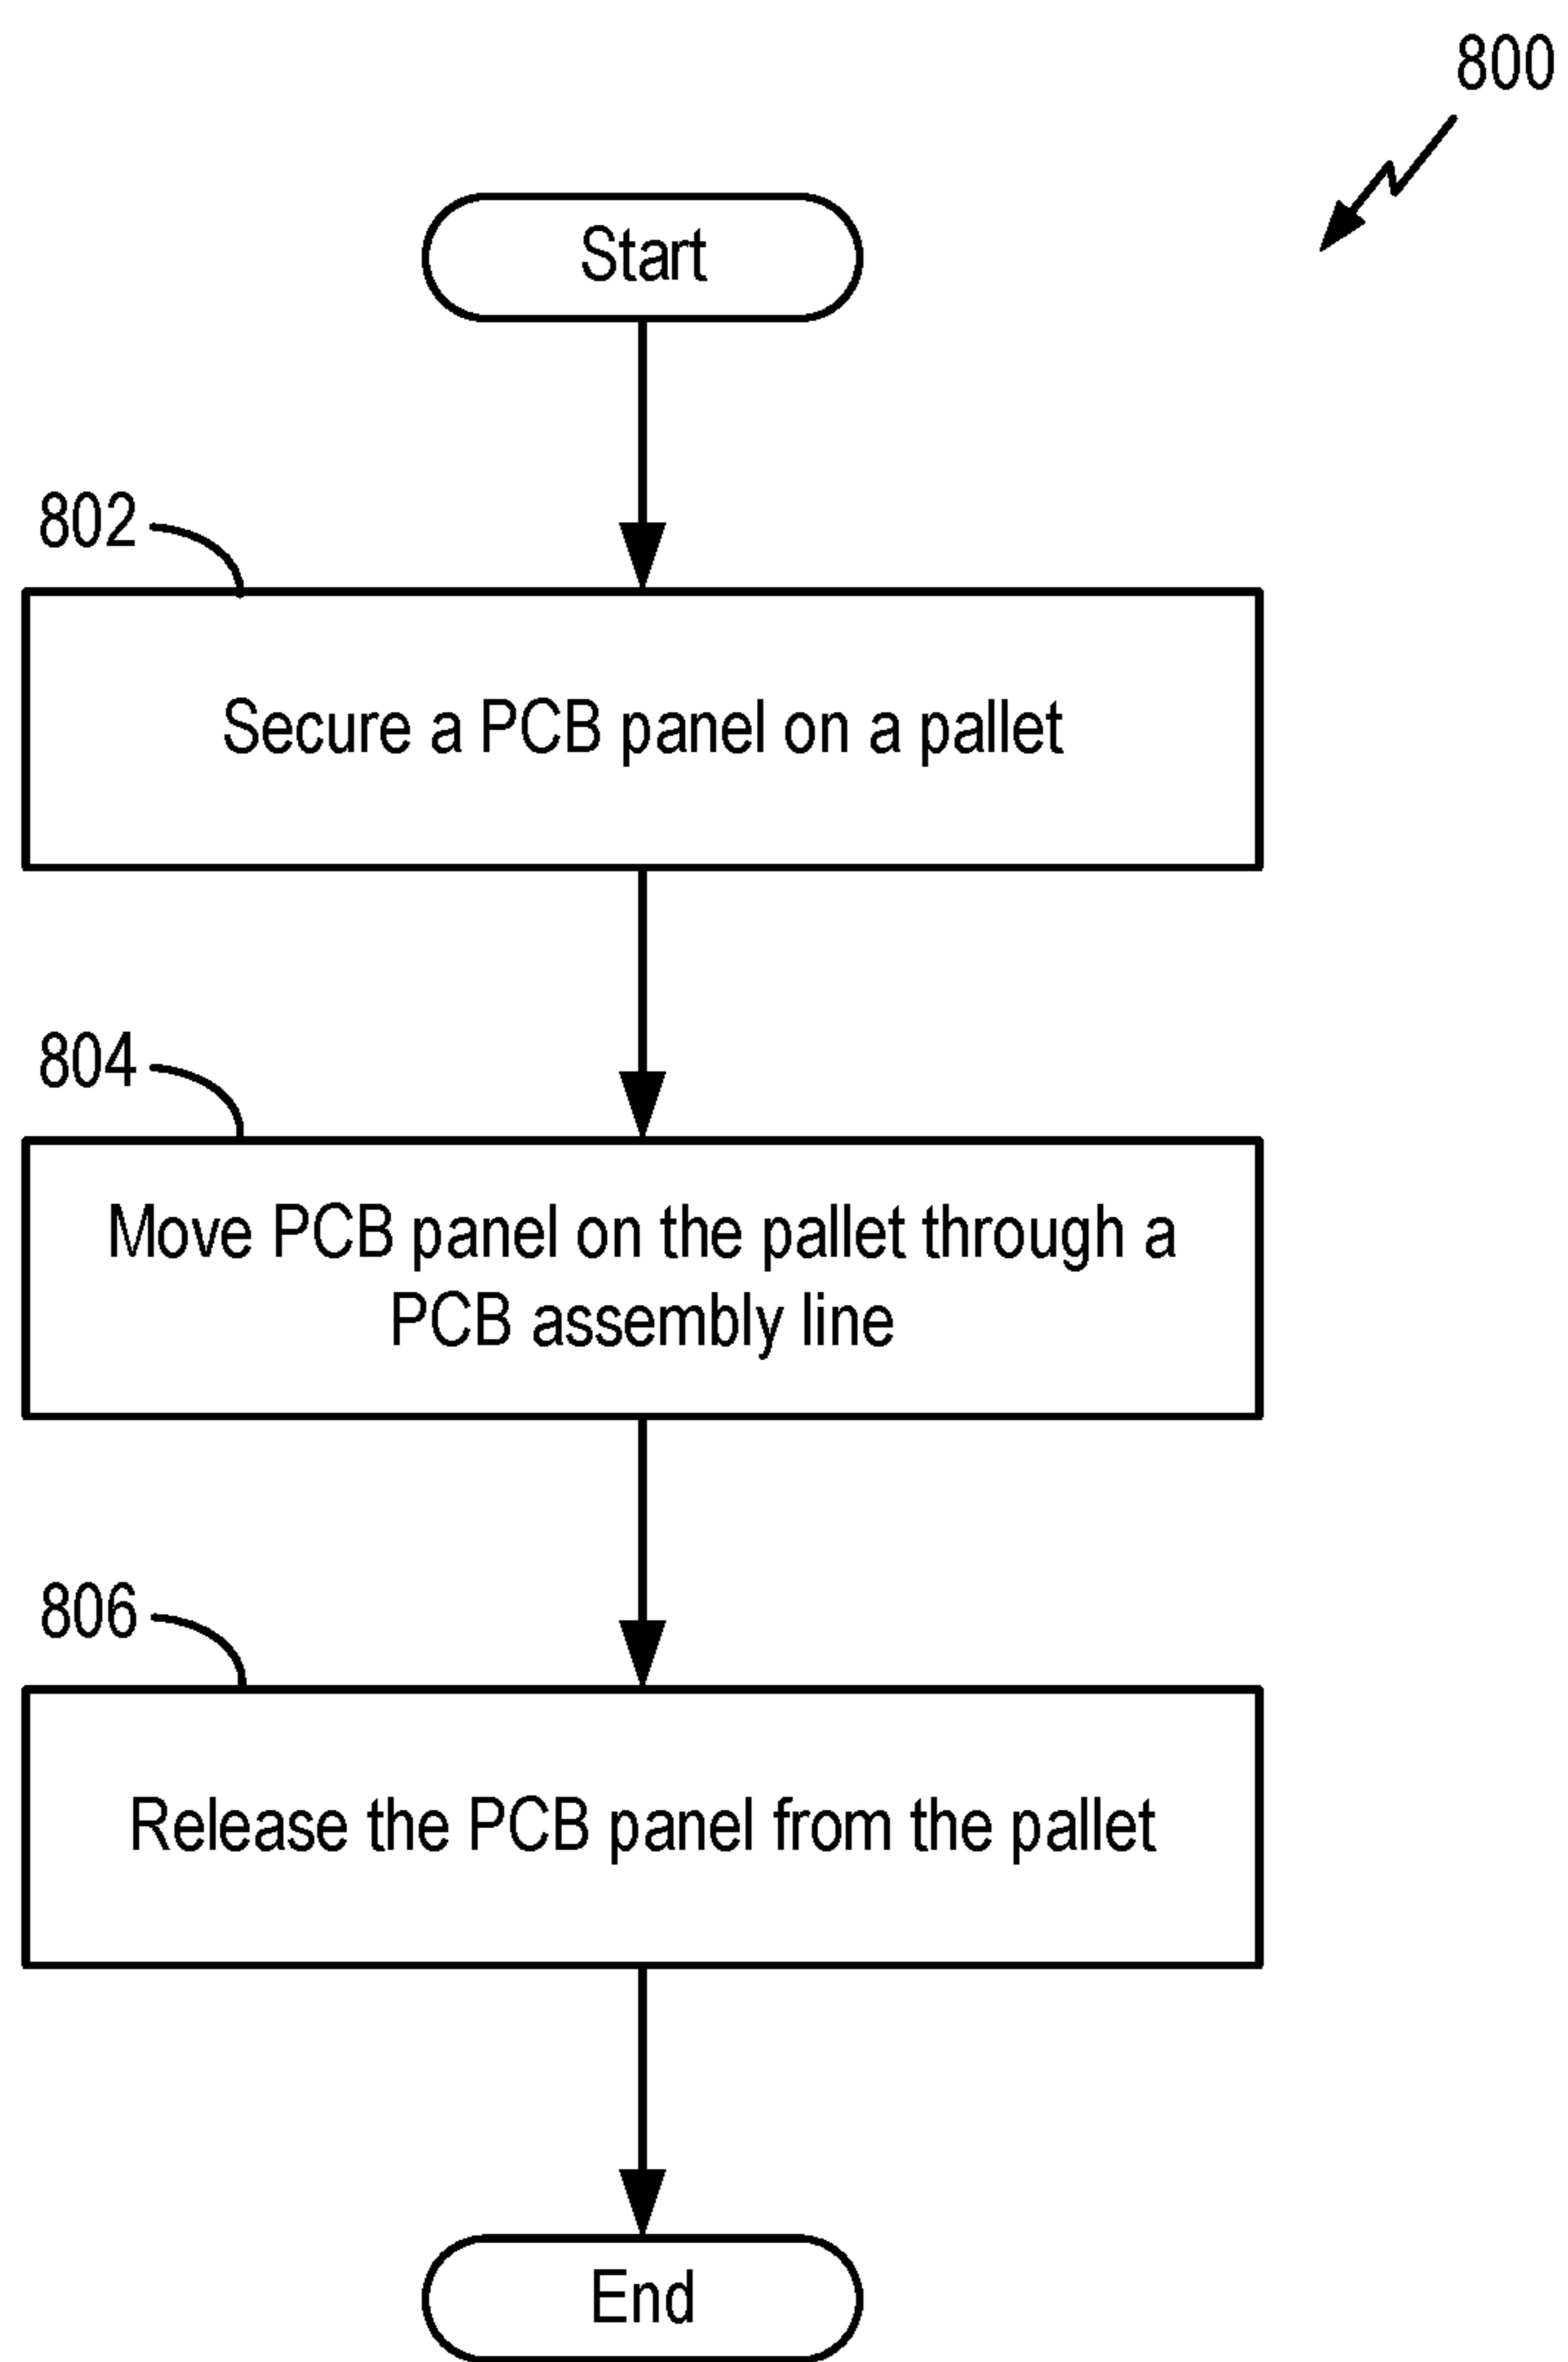 800
Start
802
Secure a PCB panel on a pallet
804
Move PCB panel on the pallet through a
PCB assembly line
806
Release the PCB panel from the pallet
End